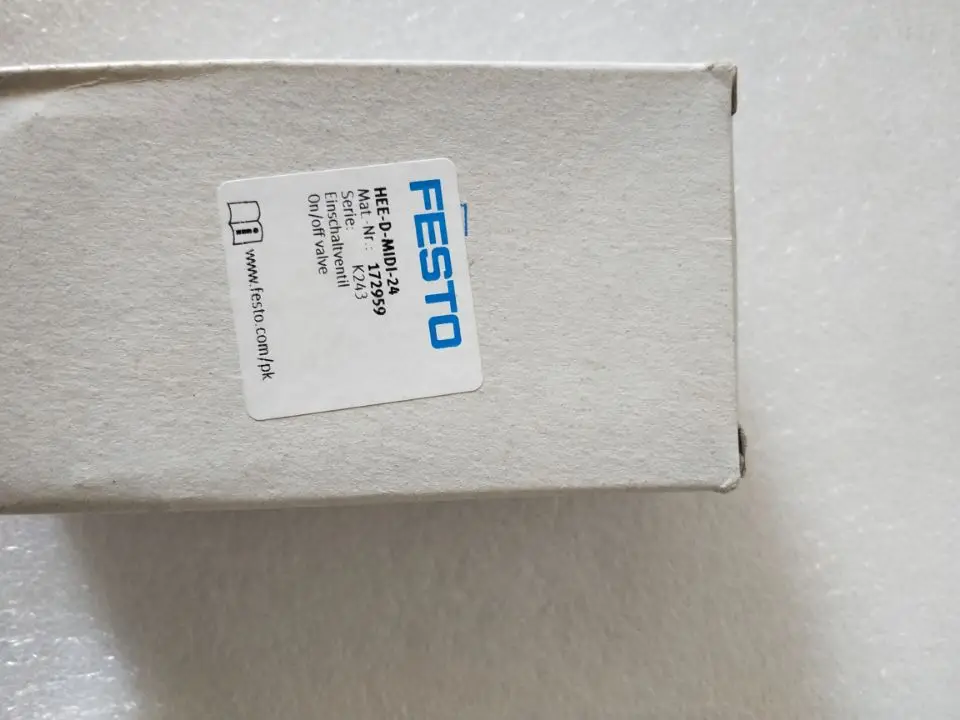 FESTO
HEE-D-MIDI-24
Mat.-Nr.: 172959
Serie: K243
Einschaltventil
On/off valve
www.festo.com/pk